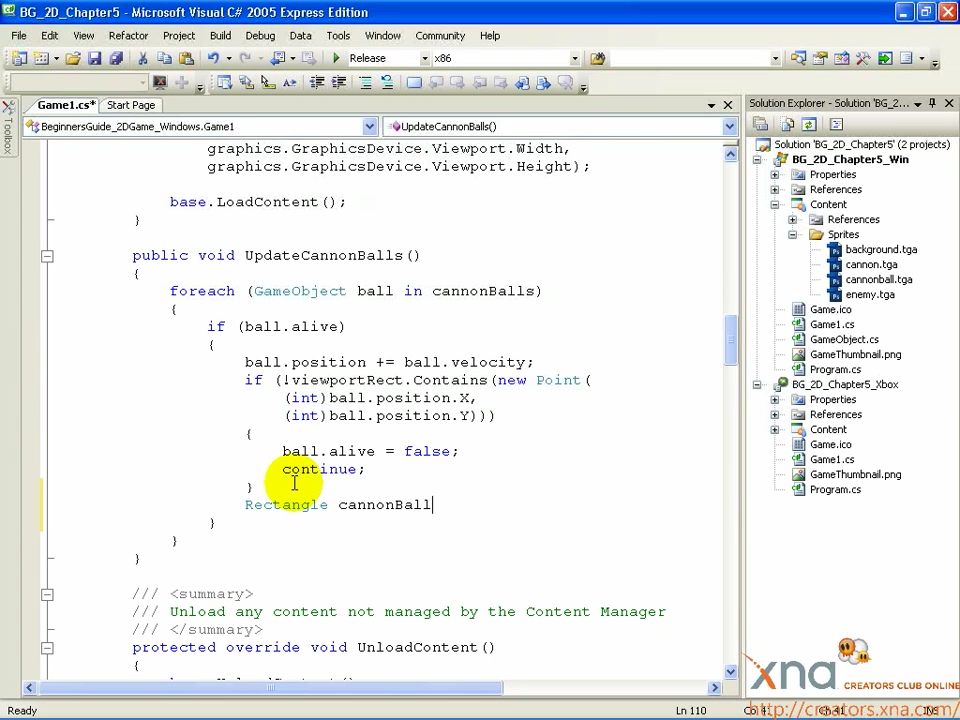 BG_2D_Chapter5 - Microsoft Visual C# 2005 Express Edition
File Edit View Refactor Project Build Debug Data Tools Window Community Help
Release x86
Game1.cs* Start Page
Solution Explorer - Solution 'BG_2...
Toolbox
BeginnersGuide_2DGame_Windows.Game1 UpdateCannonBalls()
graphics.GraphicsDevice.Viewport.Width,
graphics.GraphicsDevice.Viewport.Height);
base.LoadContent();
}
public void UpdateCannonBalls()
{
foreach (GameObject ball in cannonBalls)
{
if (ball.alive)
{
ball.position += ball.velocity;
if (!viewportRect.Contains(new Point(
(int)ball.position.X,
(int)ball.position.Y)))
{
ball.alive = false;
continue;
}
Rectangle cannonBall
}
}
}
/// <summary>
/// Unload any content not managed by the Content Manager
/// </summary>
protected override void UnloadContent()
{
Solution 'BG_2D_Chapter5' (2 projects)
BG_2D_Chapter5_Win
Properties
References
Content
References
Sprites
background.tga
cannon.tga
cannonball.tga
enemy.tga
Game.ico
Game1.cs
GameObject.cs
GameThumbnail.png
Program.cs
BG_2D_Chapter5_Xbox
Properties
References
Content
Game.ico
Game1.cs
GameThumbnail.png
Program.cs
xna CREATORS CLUB ONLINE
http://creators.xna.com/
Ready Ln 110